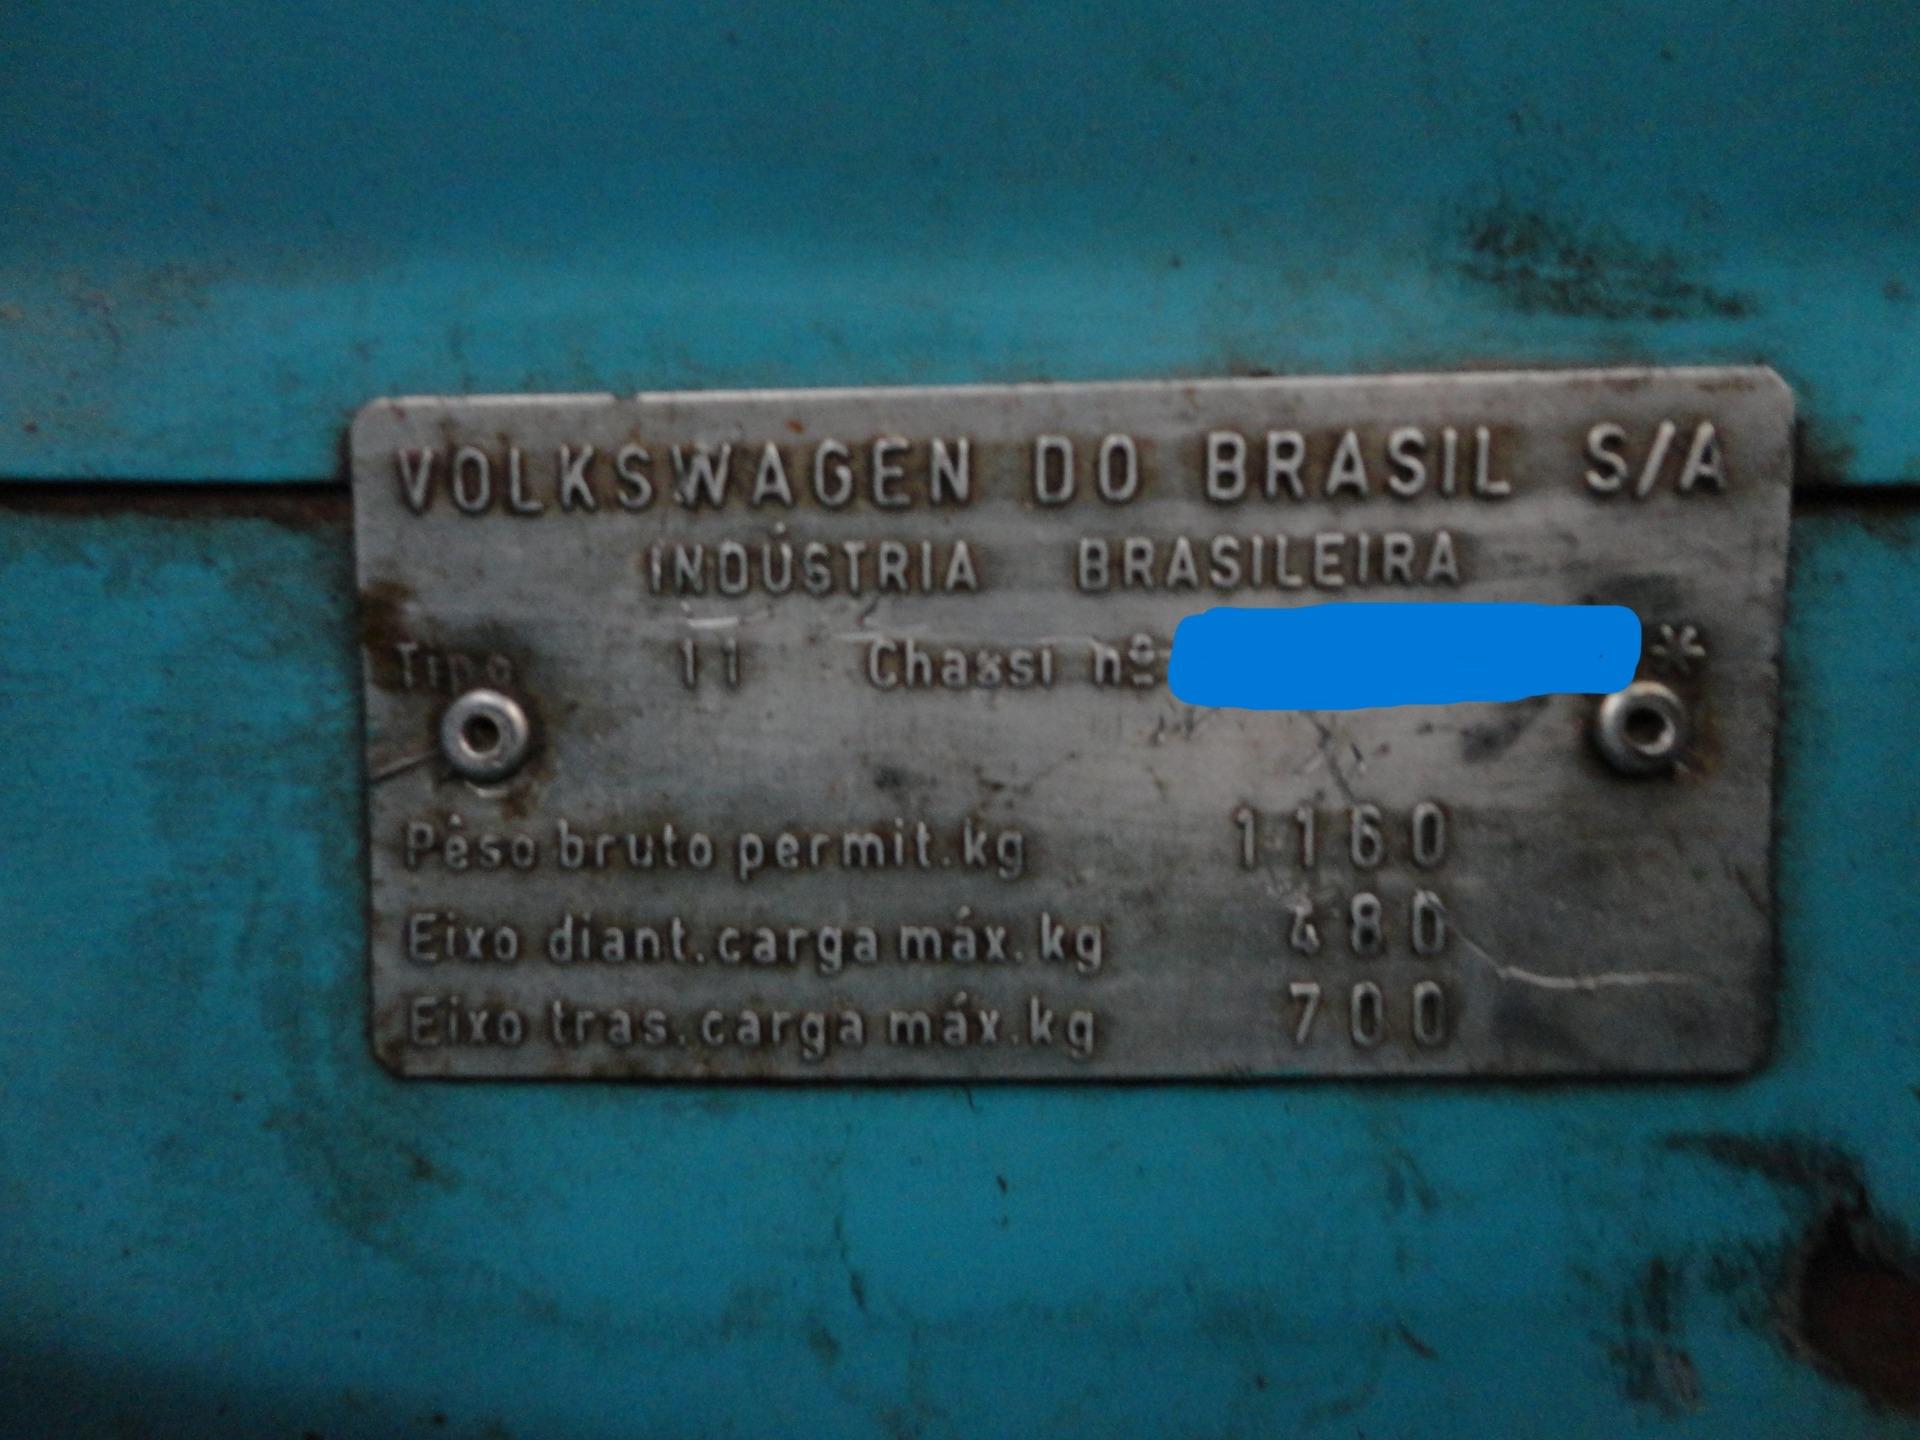 VOLKSWAGEN DO BRASIL S/A
INDÚSTRIA BRASILEIRA
Tipo 11 Chassi nº *
Pêso bruto permit.kg 1160
Eixo diant.carga máx.kg 480
Eixo tras.carga máx.kg 700